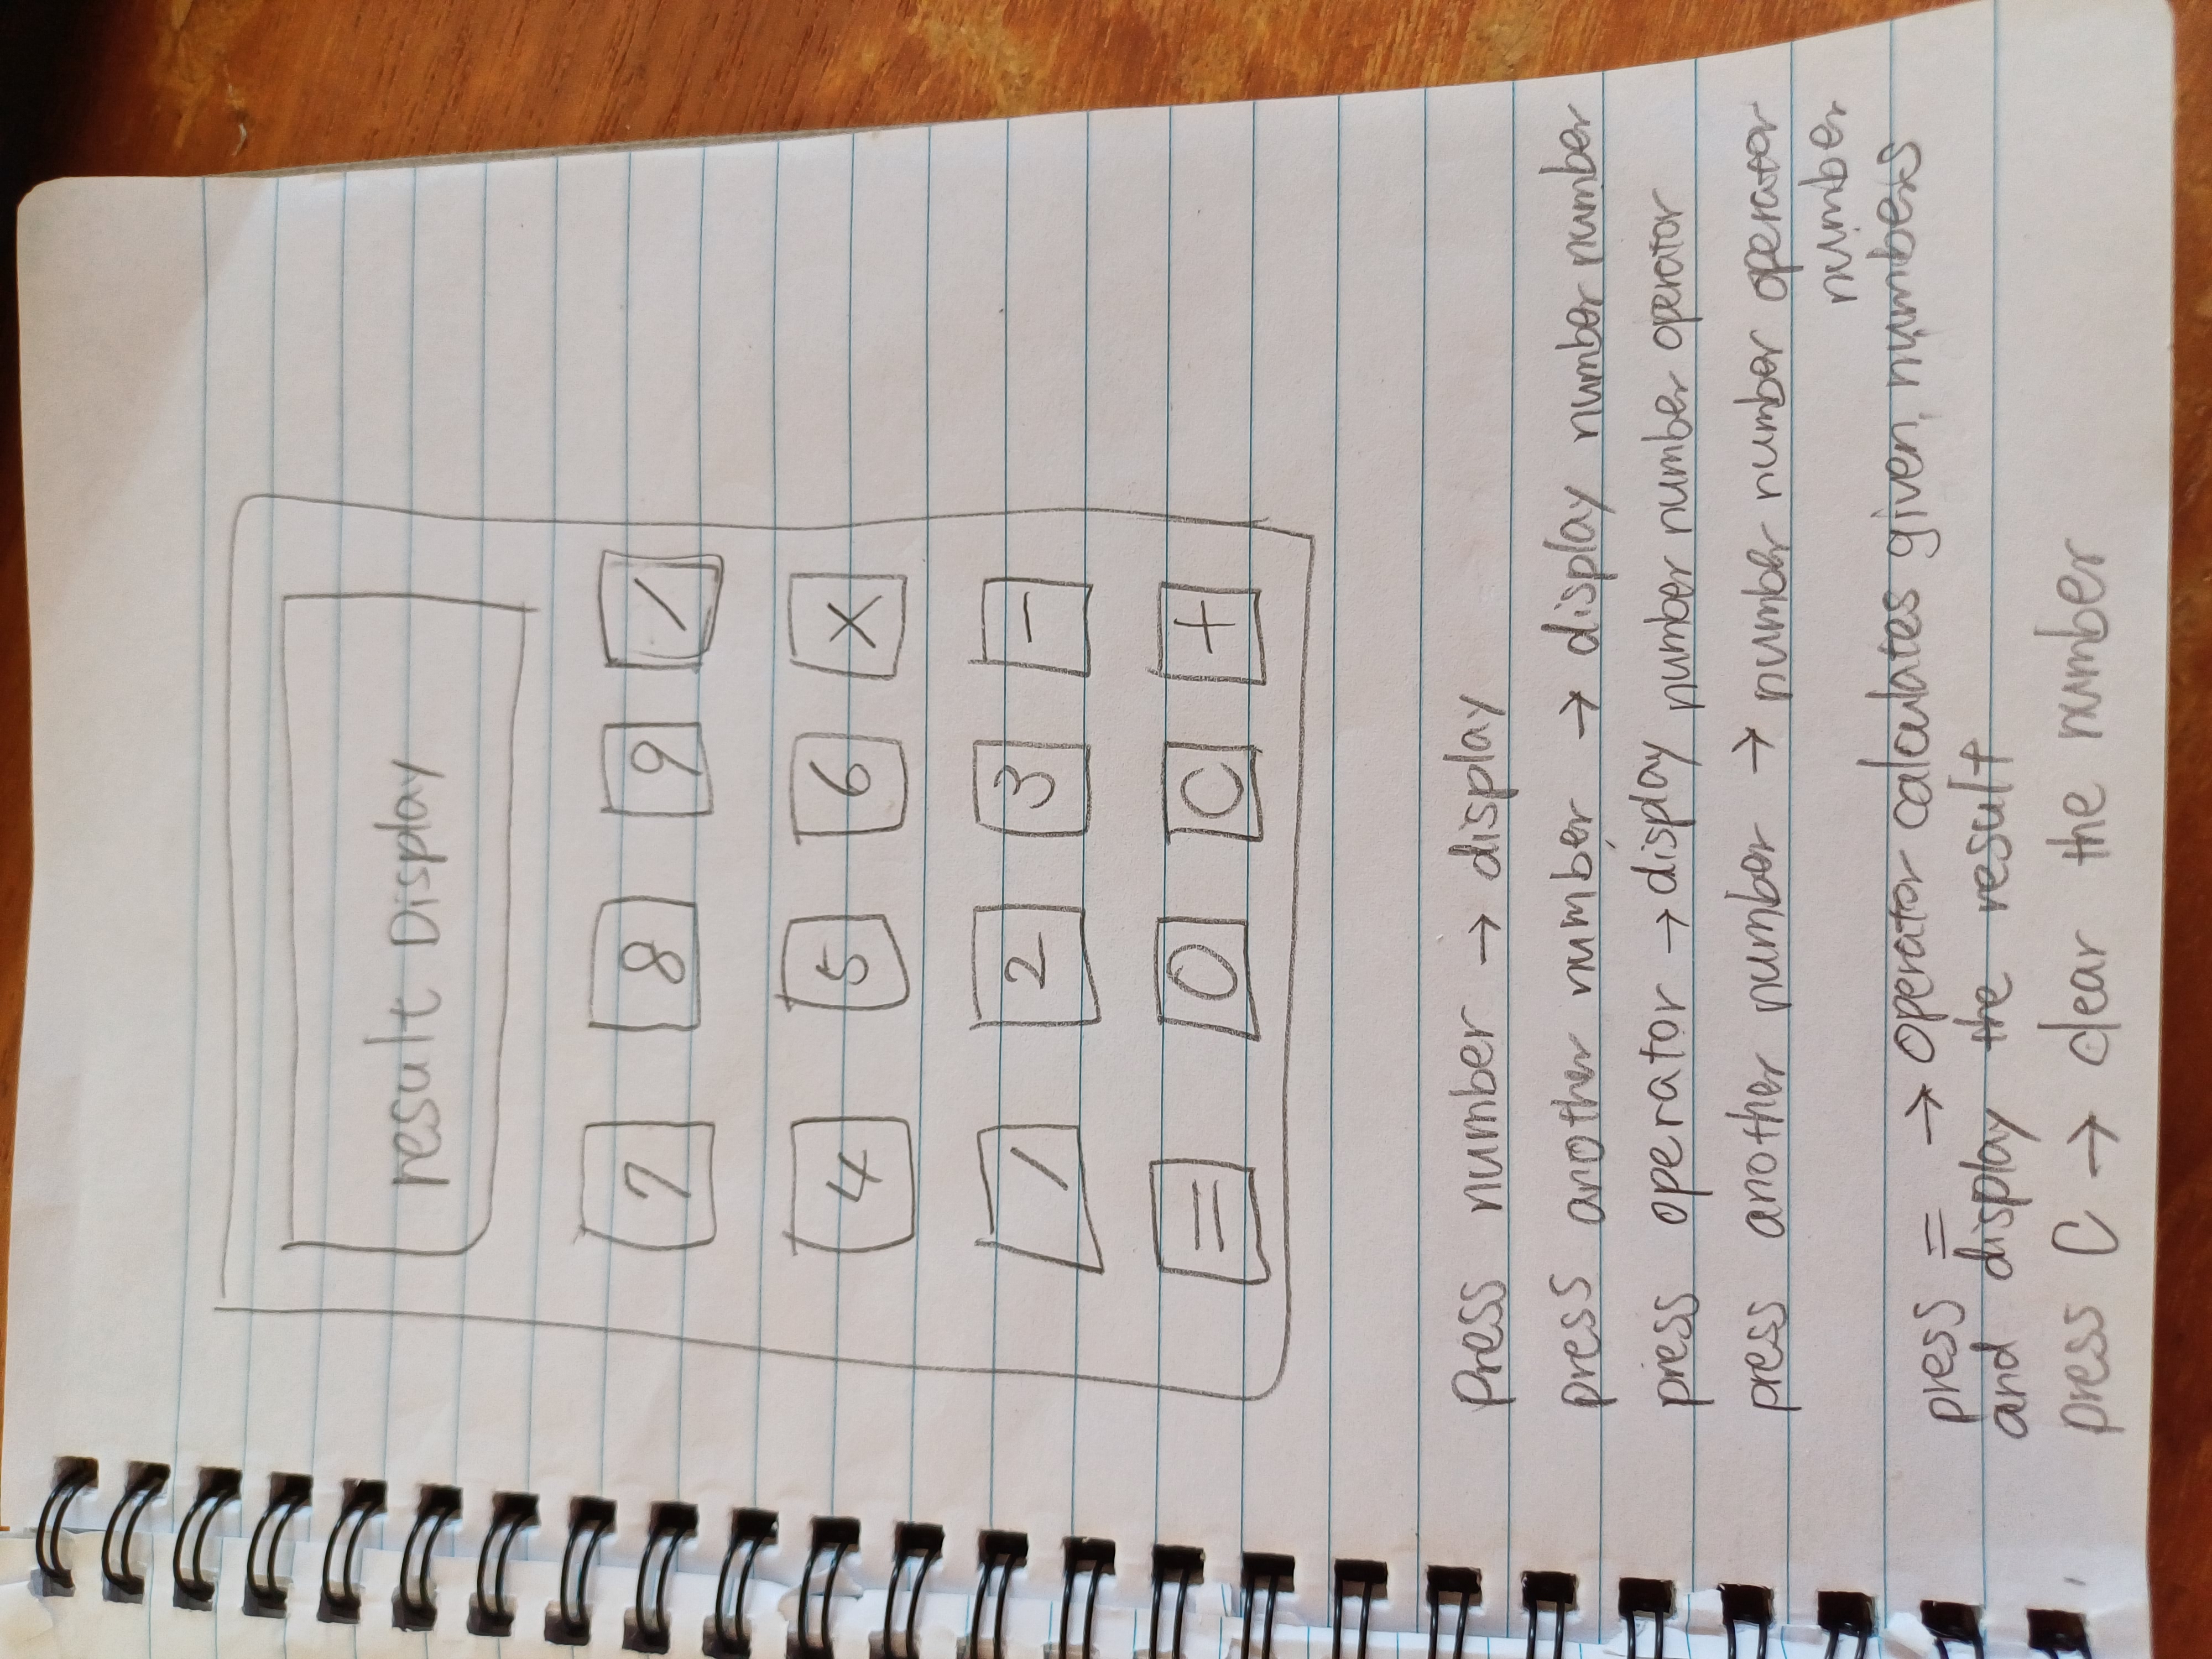 result Display
7 8 9 /
4 5 6 X
1 2 3 -
= 0 C +
Press number → display
press another number → display number number
press operator → display number number operator
press another number → number number operator
number
press = → operator calculates given numbers
and display the result
press C → clear the number